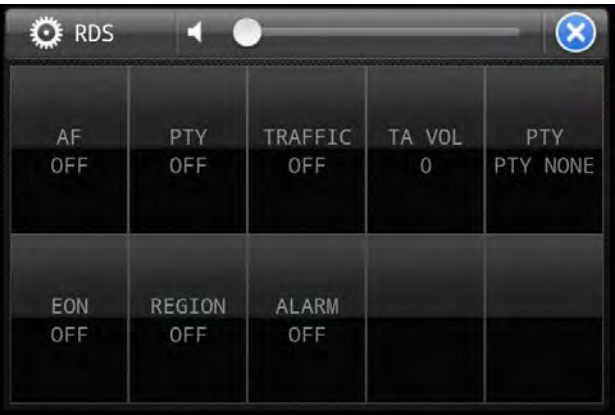 RDS
AF PTY TRAFFIC TA VOL PTY
OFF OFF OFF 0 PTY NONE
EON REGION ALARM
OFF OFF OFF